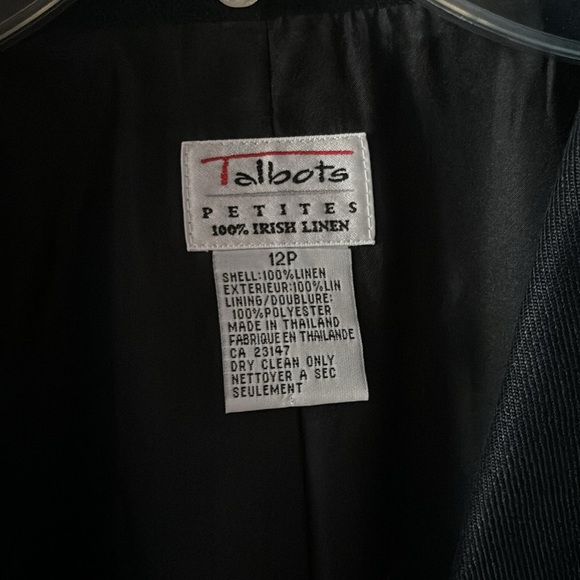 Talbots
PETITES
100% IRISH LINEN
12P
SHELL:100%LINEN
EXTERIEUR:100%LIN
LINING/DOUBLURE:
100%POLYESTER
MADE IN THAILAND
FABRIQUE EN THAILANDE
CA 23147
DRY CLEAN ONLY
NETTOYER A SEC
SEULEMENT